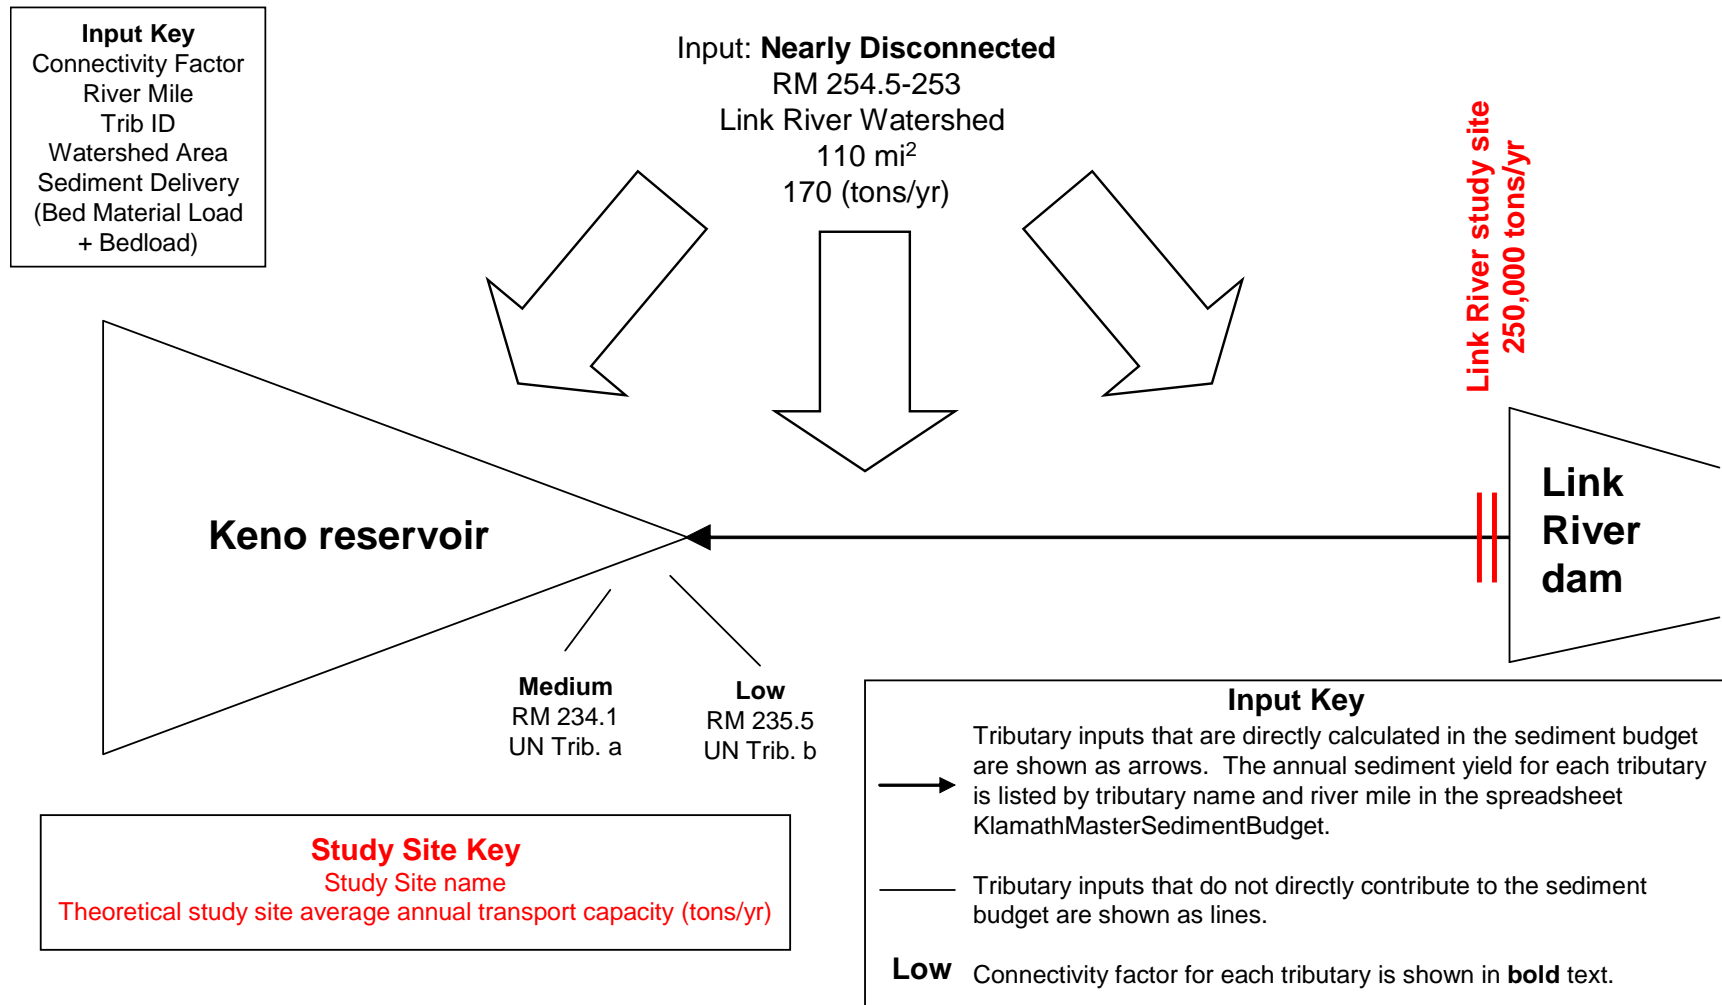 Input Key
Connectivity Factor
River Mile
Trib ID
Watershed Area
Sediment Delivery
(Bed Material Load
+ Bedload)
Input: Nearly Disconnected
RM 254.5-253
Link River Watershed
110 mi²
170 (tons/yr)
Link River study site
250,000 tons/yr
Keno reservoir
Link
River
dam
Medium
RM 234.1
UN Trib. a
Low
RM 235.5
UN Trib. b
Study Site Key
Study Site name
Theoretical study site average annual transport capacity (tons/yr)
Input Key
Tributary inputs that are directly calculated in the sediment budget
are shown as arrows.  The annual sediment yield for each tributary
is listed by tributary name and river mile in the spreadsheet
KlamathMasterSedimentBudget.
Tributary inputs that do not directly contribute to the sediment
budget are shown as lines.
Low Connectivity factor for each tributary is shown in bold text.